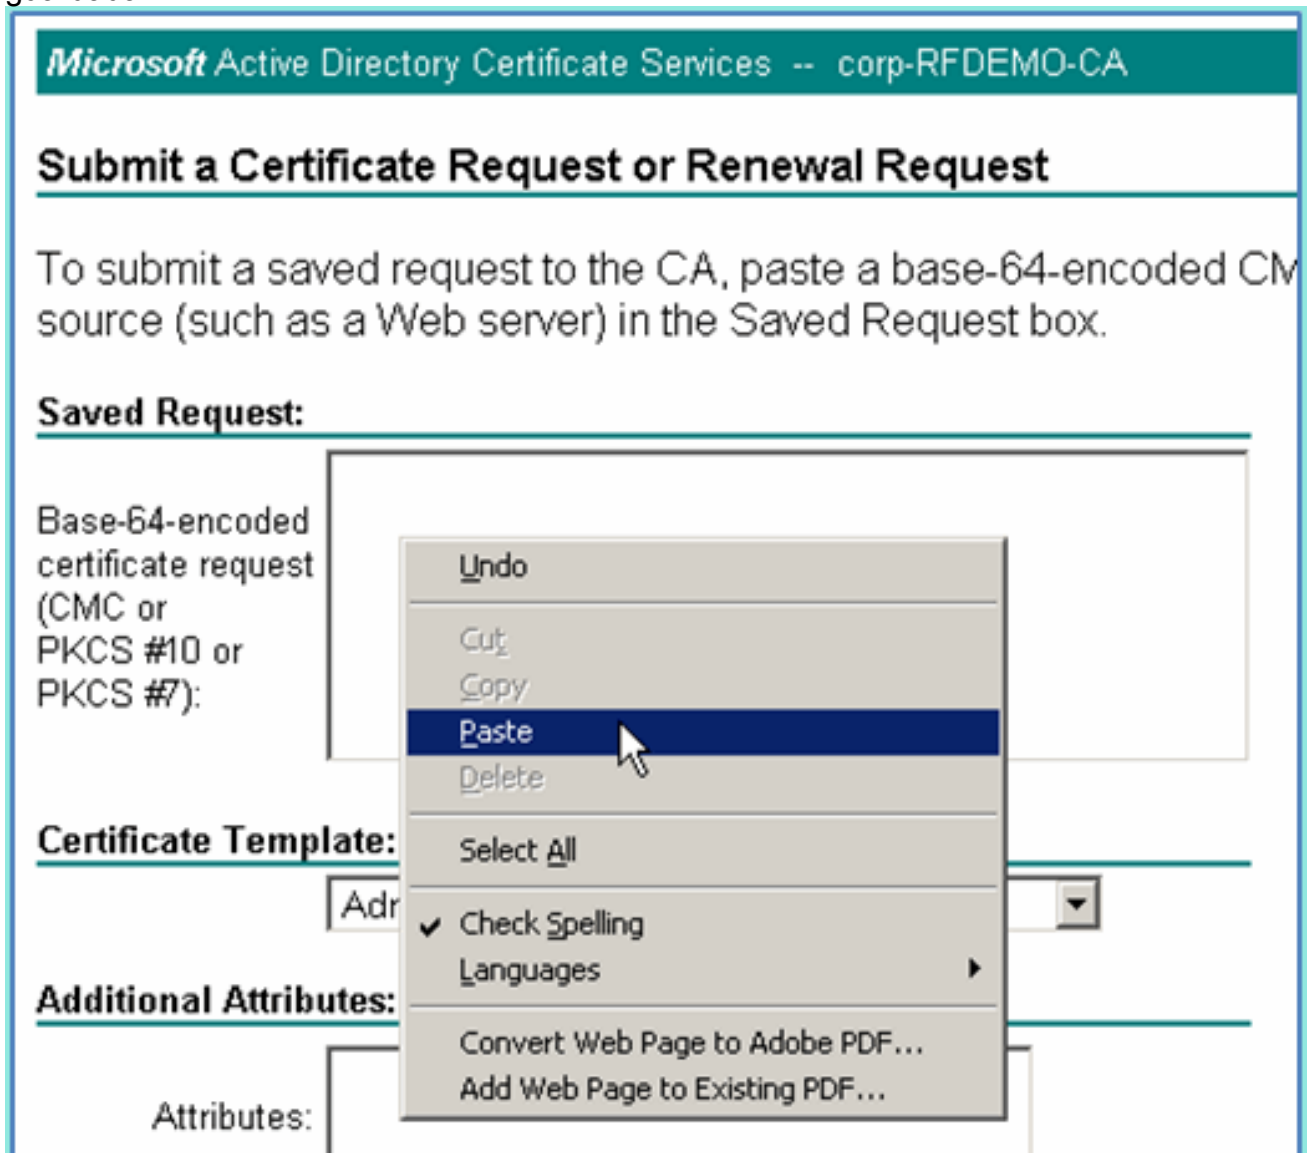 Microsoft Active Directory Certificate Services -- corp-RFDEMO-CA
Submit a Certificate Request or Renewal Request
To submit a saved request to the CA, paste a base-64-encoded
source (such as a Web server) in the Saved Request box.
Saved Request:
Base-64-encoded
certificate request
(CMC or
PKCS #10 or
PKCS #7):
Undo
Cut
Copy
Paste
Delete
Select All
Check Spelling
Languages
Convert Web Page to Adobe PDF...
Add Web Page to Existing PDF...
Certificate Template:
Additional Attributes:
Attributes: